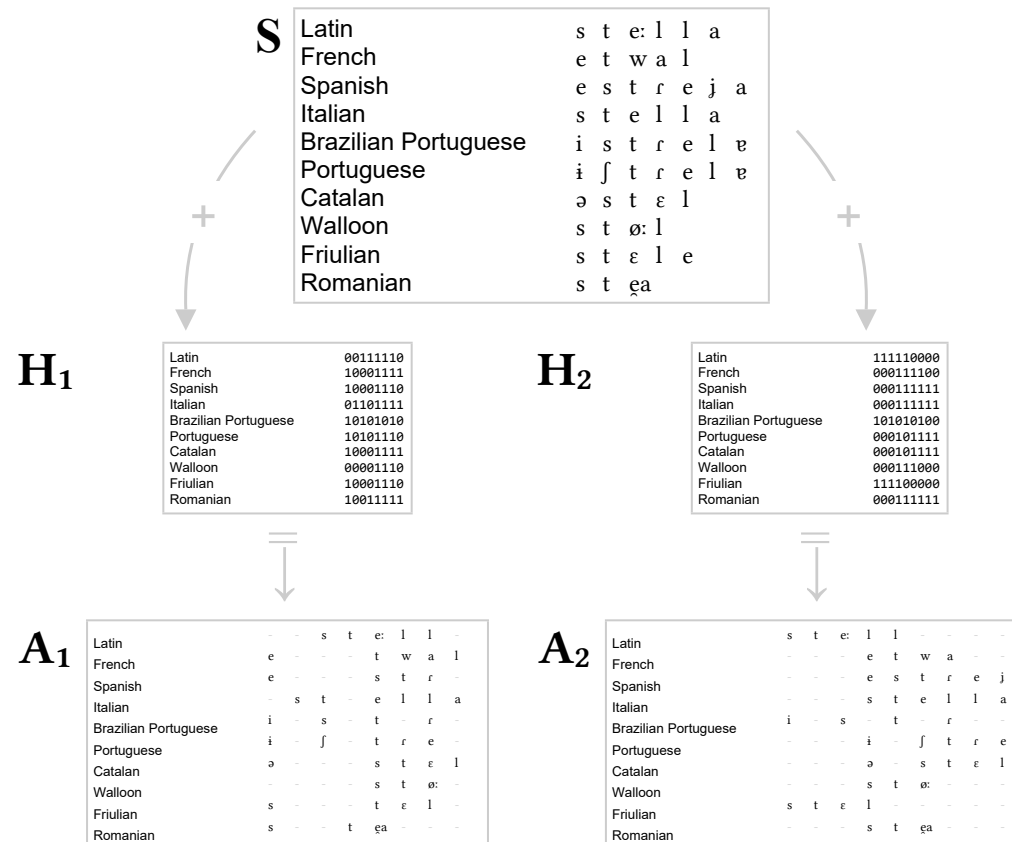 S
Latin s t eː l l a
French e t w a l
Spanish e s t ɾ e ɟ a
Italian s t e l l a
Brazilian Portuguese i s t ɾ e l ɐ
Portuguese ɨ ʃ t ɾ e l ɐ
Catalan ə s t ɛ l
Walloon s t øː l
Friulian s t ɛ l e
Romanian s t e̯a
+ +
H₁
Latin 00111110
French 10001111
Spanish 10001110
Italian 01101111
Brazilian Portuguese 10101010
Portuguese 10101110
Catalan 10001111
Walloon 00001110
Friulian 10001110
Romanian 10011111
H₂
Latin 111110000
French 000111100
Spanish 000111111
Italian 000111111
Brazilian Portuguese 101010100
Portuguese 000101111
Catalan 000101111
Walloon 000111000
Friulian 111100000
Romanian 000111111
A₁
Latin - - s t eː l l -
French e - - - t w a l
Spanish e - - - s t ɾ -
Italian - s t - e l l a
Brazilian Portuguese i - s - t - ɾ -
Portuguese ɨ - ʃ - t ɾ e -
Catalan ə - - - s t ɛ l
Walloon - - - - s t øː -
Friulian s - - - t ɛ l -
Romanian s - - t e̯a - - -
A₂
Latin s t eː l l - - - -
French - - - e t w a - -
Spanish - - - e s t ɾ e ɟ
Italian - - - s t e l l a
Brazilian Portuguese i - s - t - ɾ - -
Portuguese - - - ɨ - ʃ t ɾ e
Catalan - - - ə - s t ɛ l
Walloon - - - s t øː - - -
Friulian s t ɛ l - - - - -
Romanian - - - s t e̯a - - -